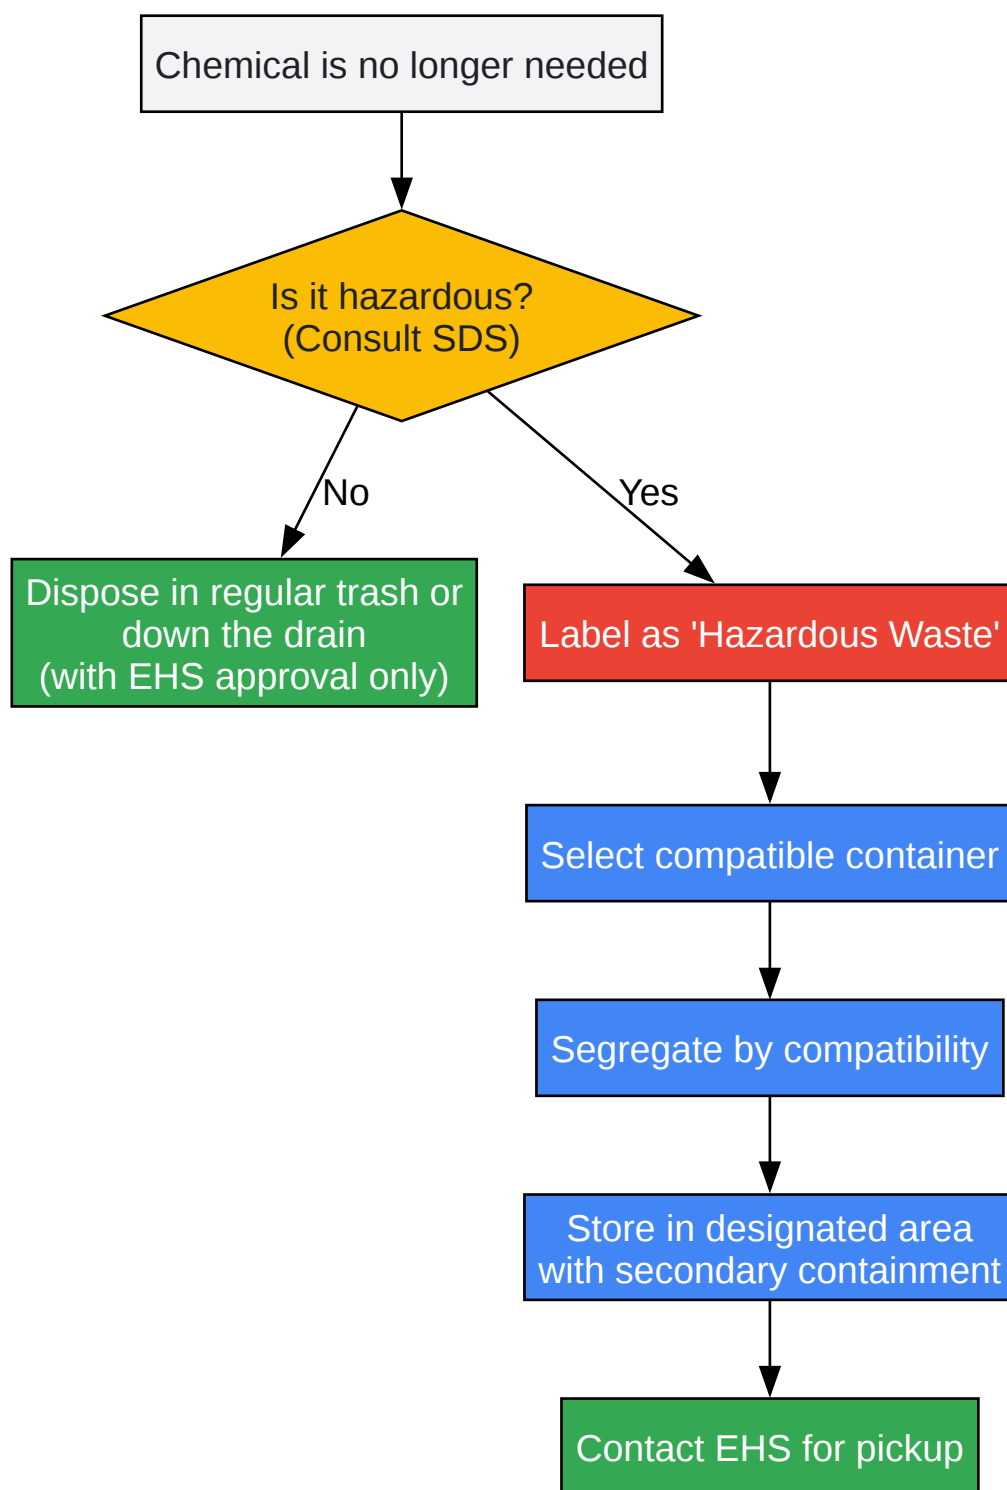 Chemical is no longer needed
Is it hazardous?
(Consult SDS)
No
Yes
Dispose in regular trash or
down the drain
(with EHS approval only)
Label as 'Hazardous Waste'
Select compatible container
Segregate by compatibility
Store in designated area
with secondary containment
Contact EHS for pickup